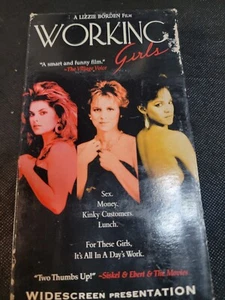 A LIZZIE BORDEN FILM
WORKING
Girls
"A smart and funny film."
-The Village Voice
Sex.
Money.
Kinky Customers.
Lunch.
For These Girls,
It's All In A Day's Work.
"Two Thumbs Up!" -Siskel & Ebert & The Movies
WIDESCREEN PRESENTATION